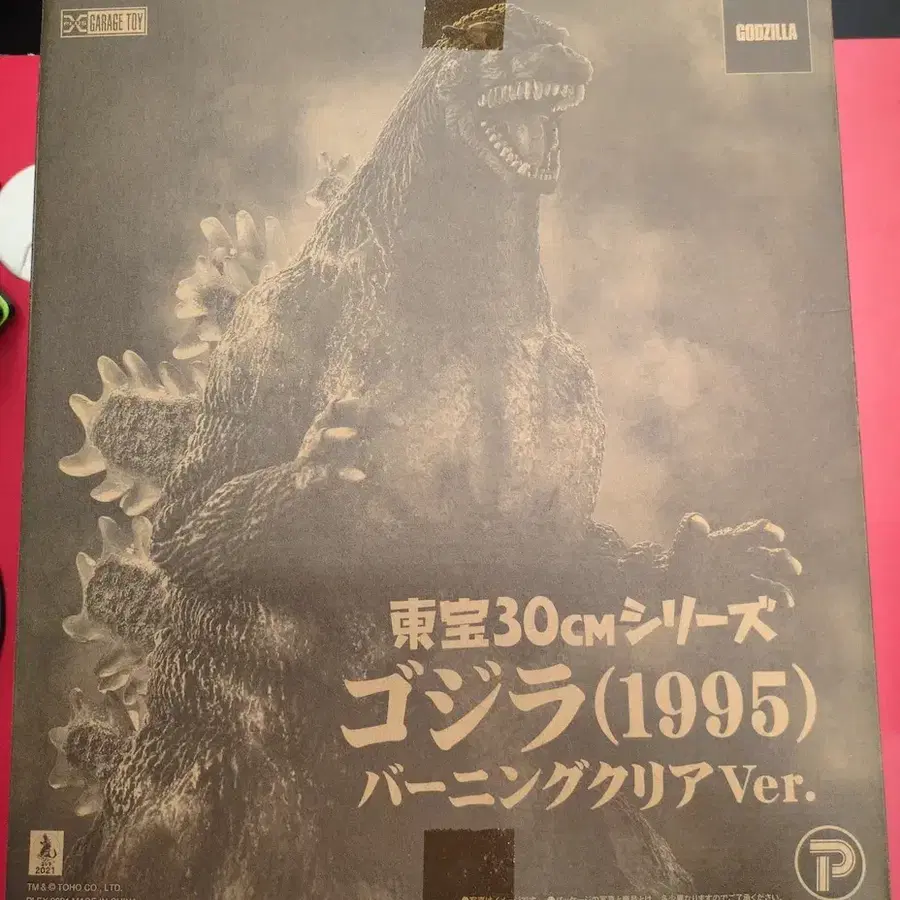 GARAGE TOY
GODZILLA
東宝30CMシリーズ
ゴジラ(1995)
バーニングクリアVer.
2021
TM & © TOHO CO., LTD.